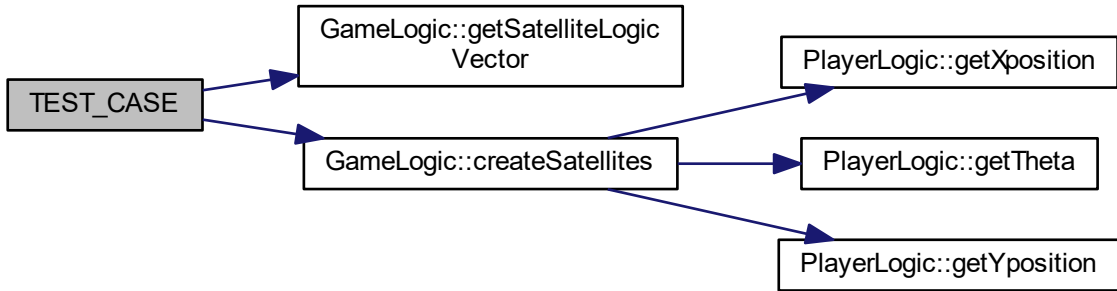 GameLogic::getSatelliteLogic
Vector
TEST_CASE
GameLogic::createSatellites
PlayerLogic::getXposition
PlayerLogic::getTheta
PlayerLogic::getYposition